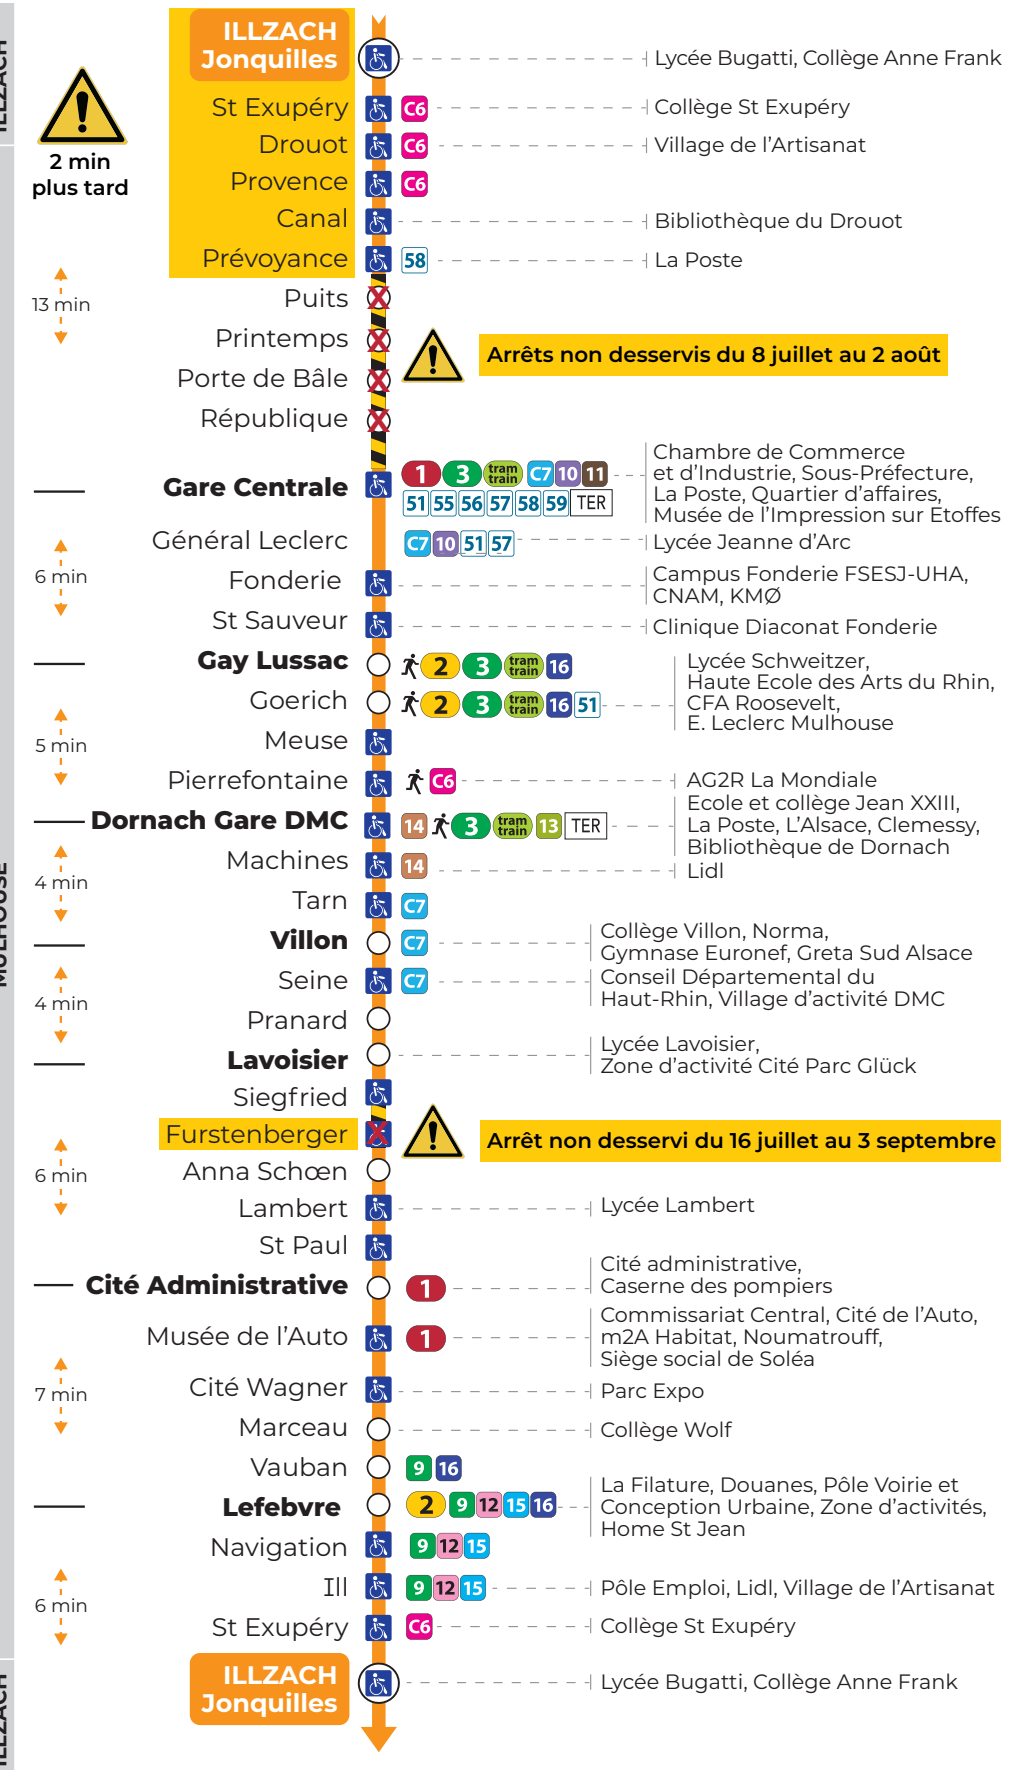 ILLZACH
ILLZACH
Jonquilles
Lycée Bugatti, Collège Anne Frank
St Exupéry
C6
Collège St Exupéry
Drouot
C6
Village de l'Artisanat
2 min
plus tard
Provence
C6
Canal
Bibliothèque du Drouot
Prévoyance
58
La Poste
Puits
13 min
Printemps
Arrêts non desservis du 8 juillet au 2 août
Porte de Bâle
République
Gare Centrale
1 3 tram train C7 10 11
51 55 56 57 58 59 TER
Chambre de Commerce
et d'Industrie, Sous-Préfecture,
La Poste, Quartier d'affaires,
Musée de l'Impression sur Etoffes
Général Leclerc
C7 10 51 57
Lycée Jeanne d'Arc
6 min
Fonderie
Campus Fonderie FSESJ-UHA,
CNAM, KMØ
St Sauveur
Clinique Diaconat Fonderie
Gay Lussac
2 3 tram train 16
Goerich
2 3 tram train 16 51
Lycée Schweitzer,
Haute Ecole des Arts du Rhin,
CFA Roosevelt,
E. Leclerc Mulhouse
5 min
Meuse
Pierrefontaine
C6
AG2R La Mondiale
Dornach Gare DMC
14 3 tram train 13 TER
Ecole et collège Jean XXIII,
La Poste, L'Alsace, Clemessy,
Bibliothèque de Dornach
Machines
14
Lidl
4 min
Tarn
C7
MULHOUSE
Villon
C7
Collège Villon, Norma,
Gymnase Euronef, Greta Sud Alsace
Seine
C7
Conseil Départemental du
Haut-Rhin, Village d'activité DMC
4 min
Pranard
Lavoisier
Lycée Lavoisier,
Zone d'activité Cité Parc Glück
Siegfried
Furstenberger
Arrêt non desservi du 16 juillet au 3 septembre
6 min
Anna Schœn
Lambert
Lycée Lambert
St Paul
Cité Administrative
1
Cité administrative,
Caserne des pompiers
Musée de l'Auto
1
Commissariat Central, Cité de l'Auto,
m2A Habitat, Noumatrouff,
Siège social de Soléa
7 min
Cité Wagner
Parc Expo
Marceau
Collège Wolf
Vauban
9 16
Lefebvre
2 9 12 15 16
La Filature, Douanes, Pôle Voirie et
Conception Urbaine, Zone d'activités,
Home St Jean
Navigation
9 12 15
6 min
Ill
9 12 15
Pôle Emploi, Lidl, Village de l'Artisanat
St Exupéry
C6
Collège St Exupéry
ILLZACH
ILLZACH
Jonquilles
Lycée Bugatti, Collège Anne Frank